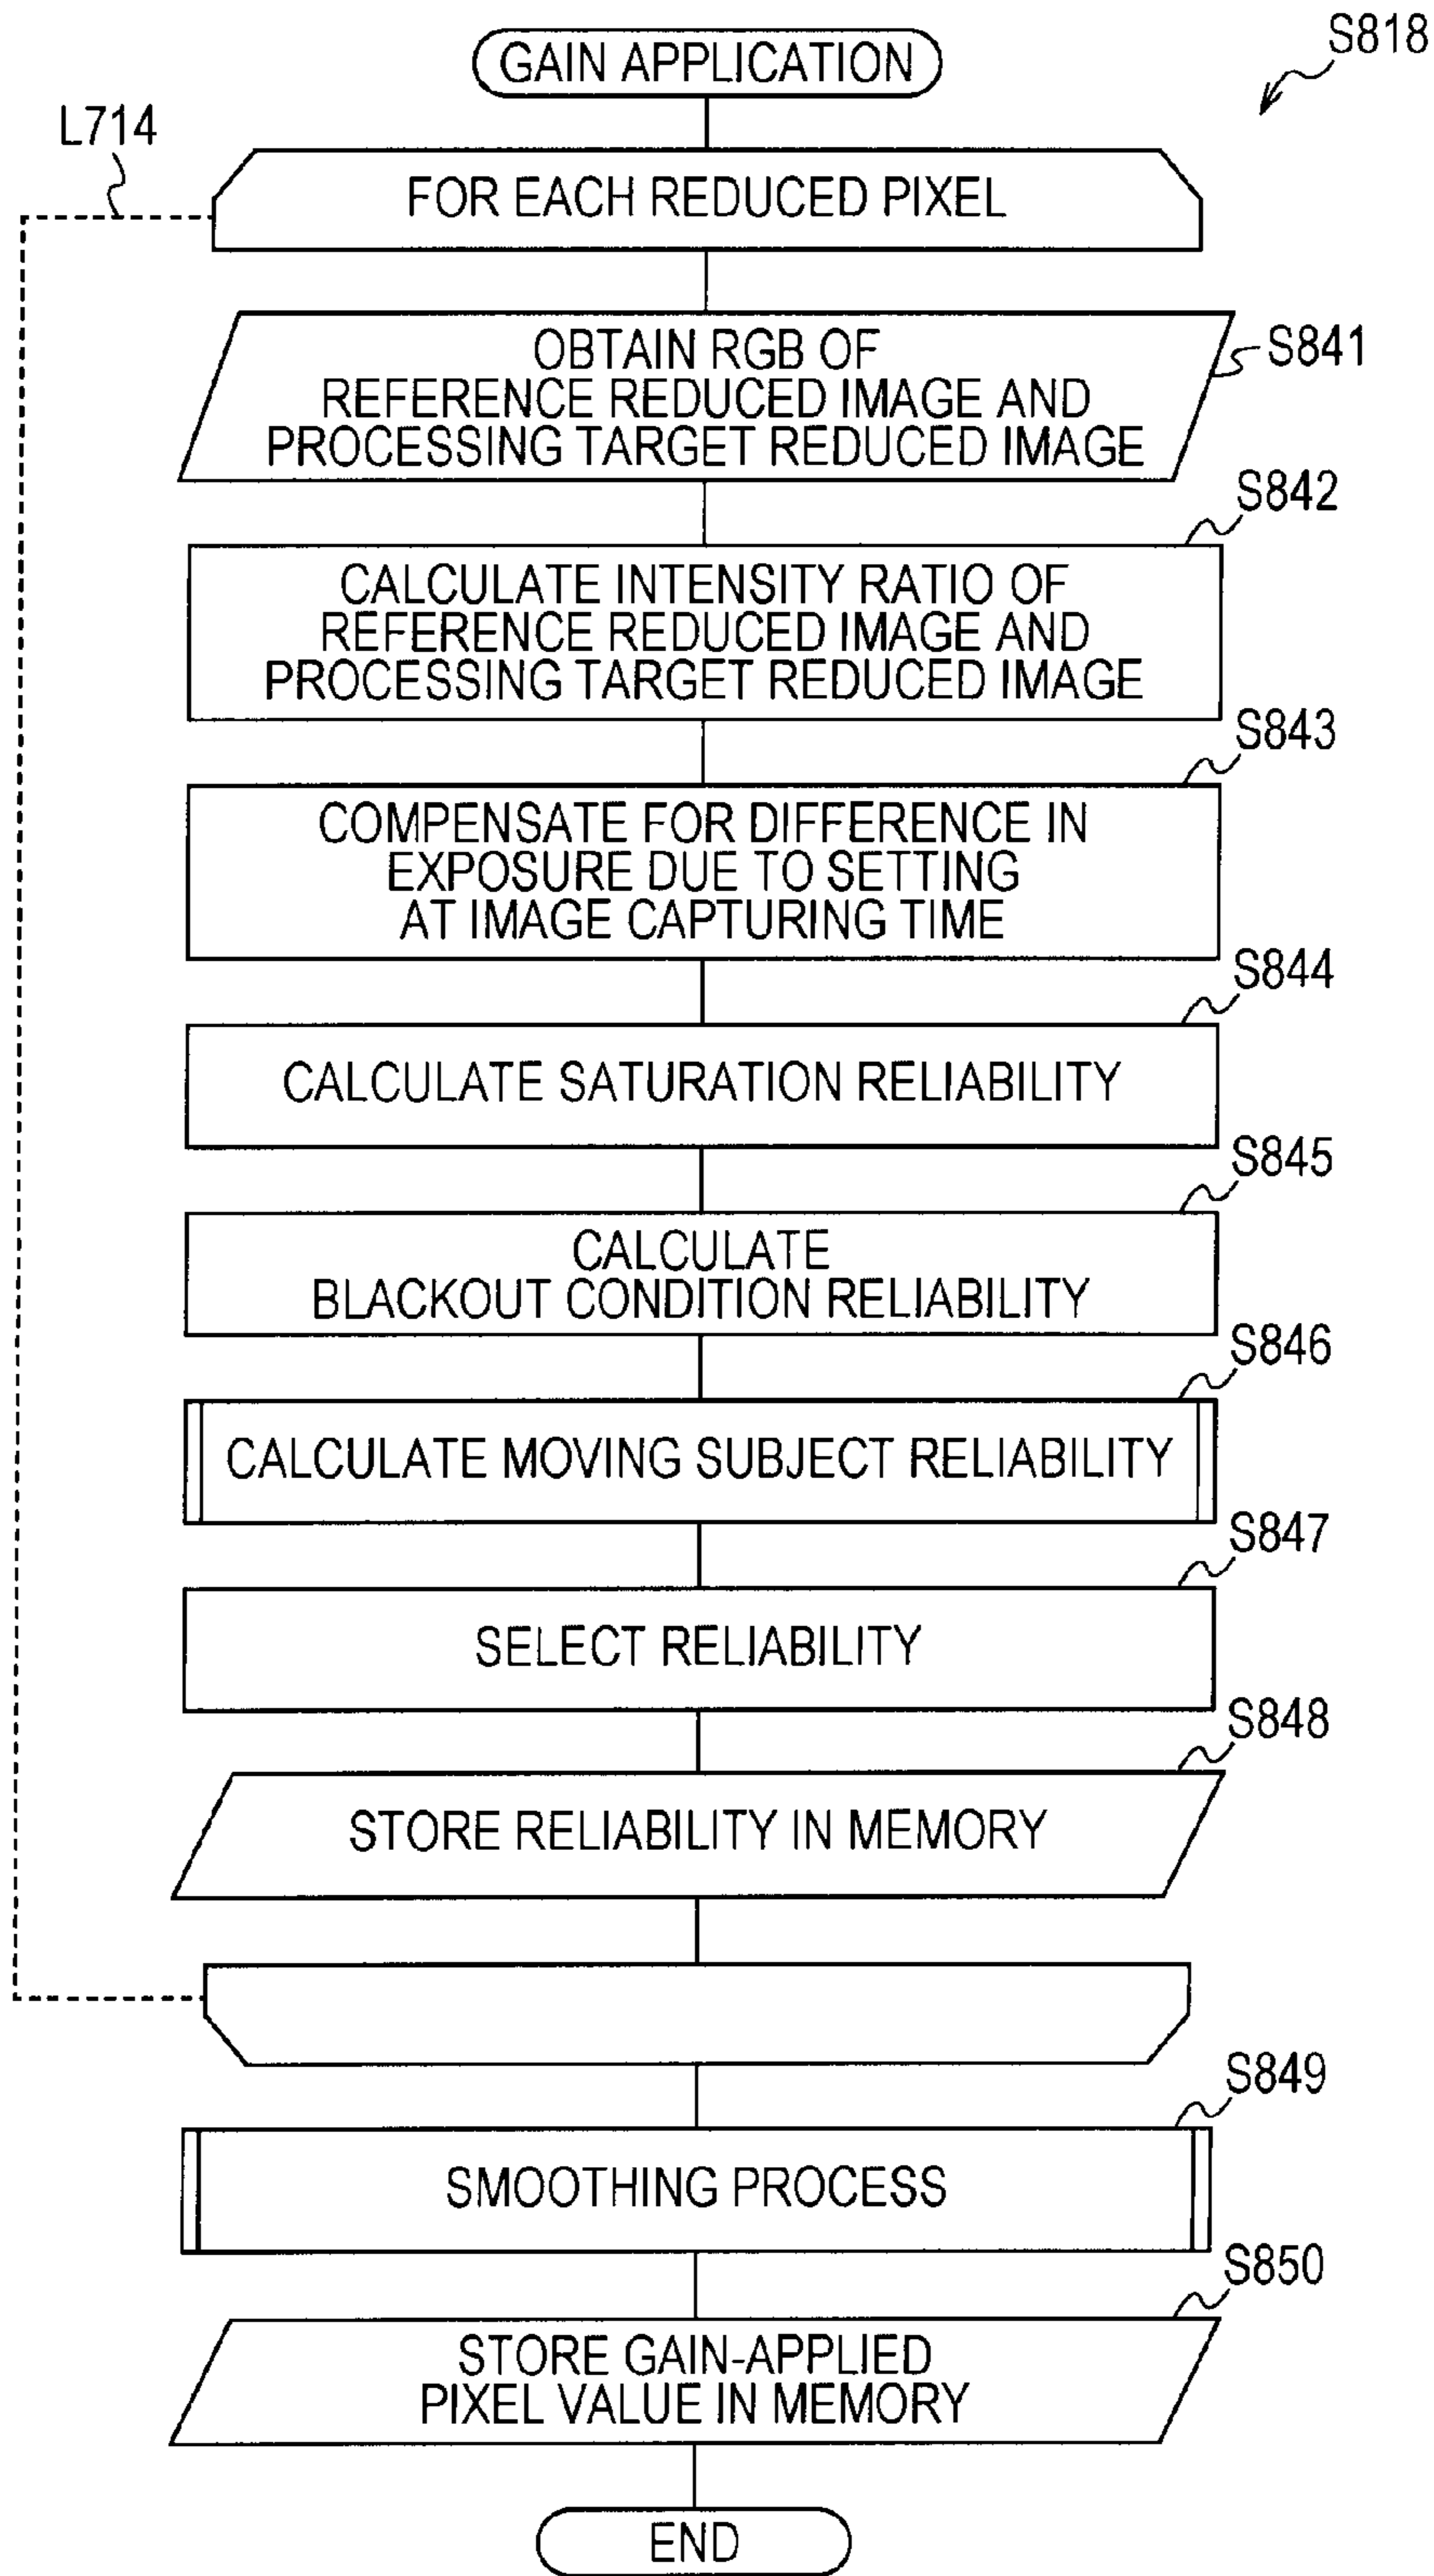 S818
GAIN APPLICATION
L714
FOR EACH REDUCED PIXEL
OBTAIN RGB OF
REFERENCE REDUCED IMAGE AND
PROCESSING TARGET REDUCED IMAGE
S841
S842
CALCULATE INTENSITY RATIO OF
REFERENCE REDUCED IMAGE AND
PROCESSING TARGET REDUCED IMAGE
S843
COMPENSATE FOR DIFFERENCE IN
EXPOSURE DUE TO SETTING
AT IMAGE CAPTURING TIME
S844
CALCULATE SATURATION RELIABILITY
S845
CALCULATE
BLACKOUT CONDITION RELIABILITY
S846
CALCULATE MOVING SUBJECT RELIABILITY
S847
SELECT RELIABILITY
S848
STORE RELIABILITY IN MEMORY
S849
SMOOTHING PROCESS
S850
STORE GAIN-APPLIED
PIXEL VALUE IN MEMORY
END